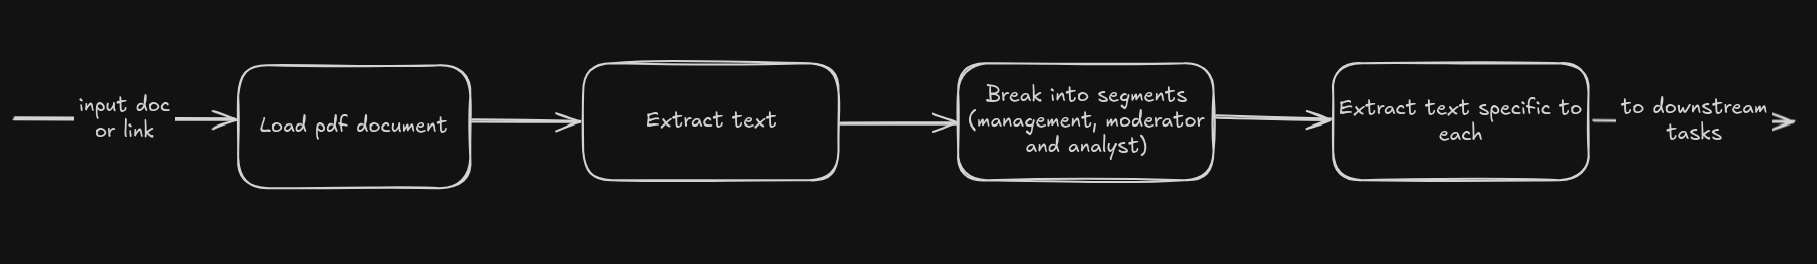 input doc
or link
Load pdf document
Extract text
Break into segments
(management, moderator
and analyst)
Extract text specific to
each
to downstream
tasks